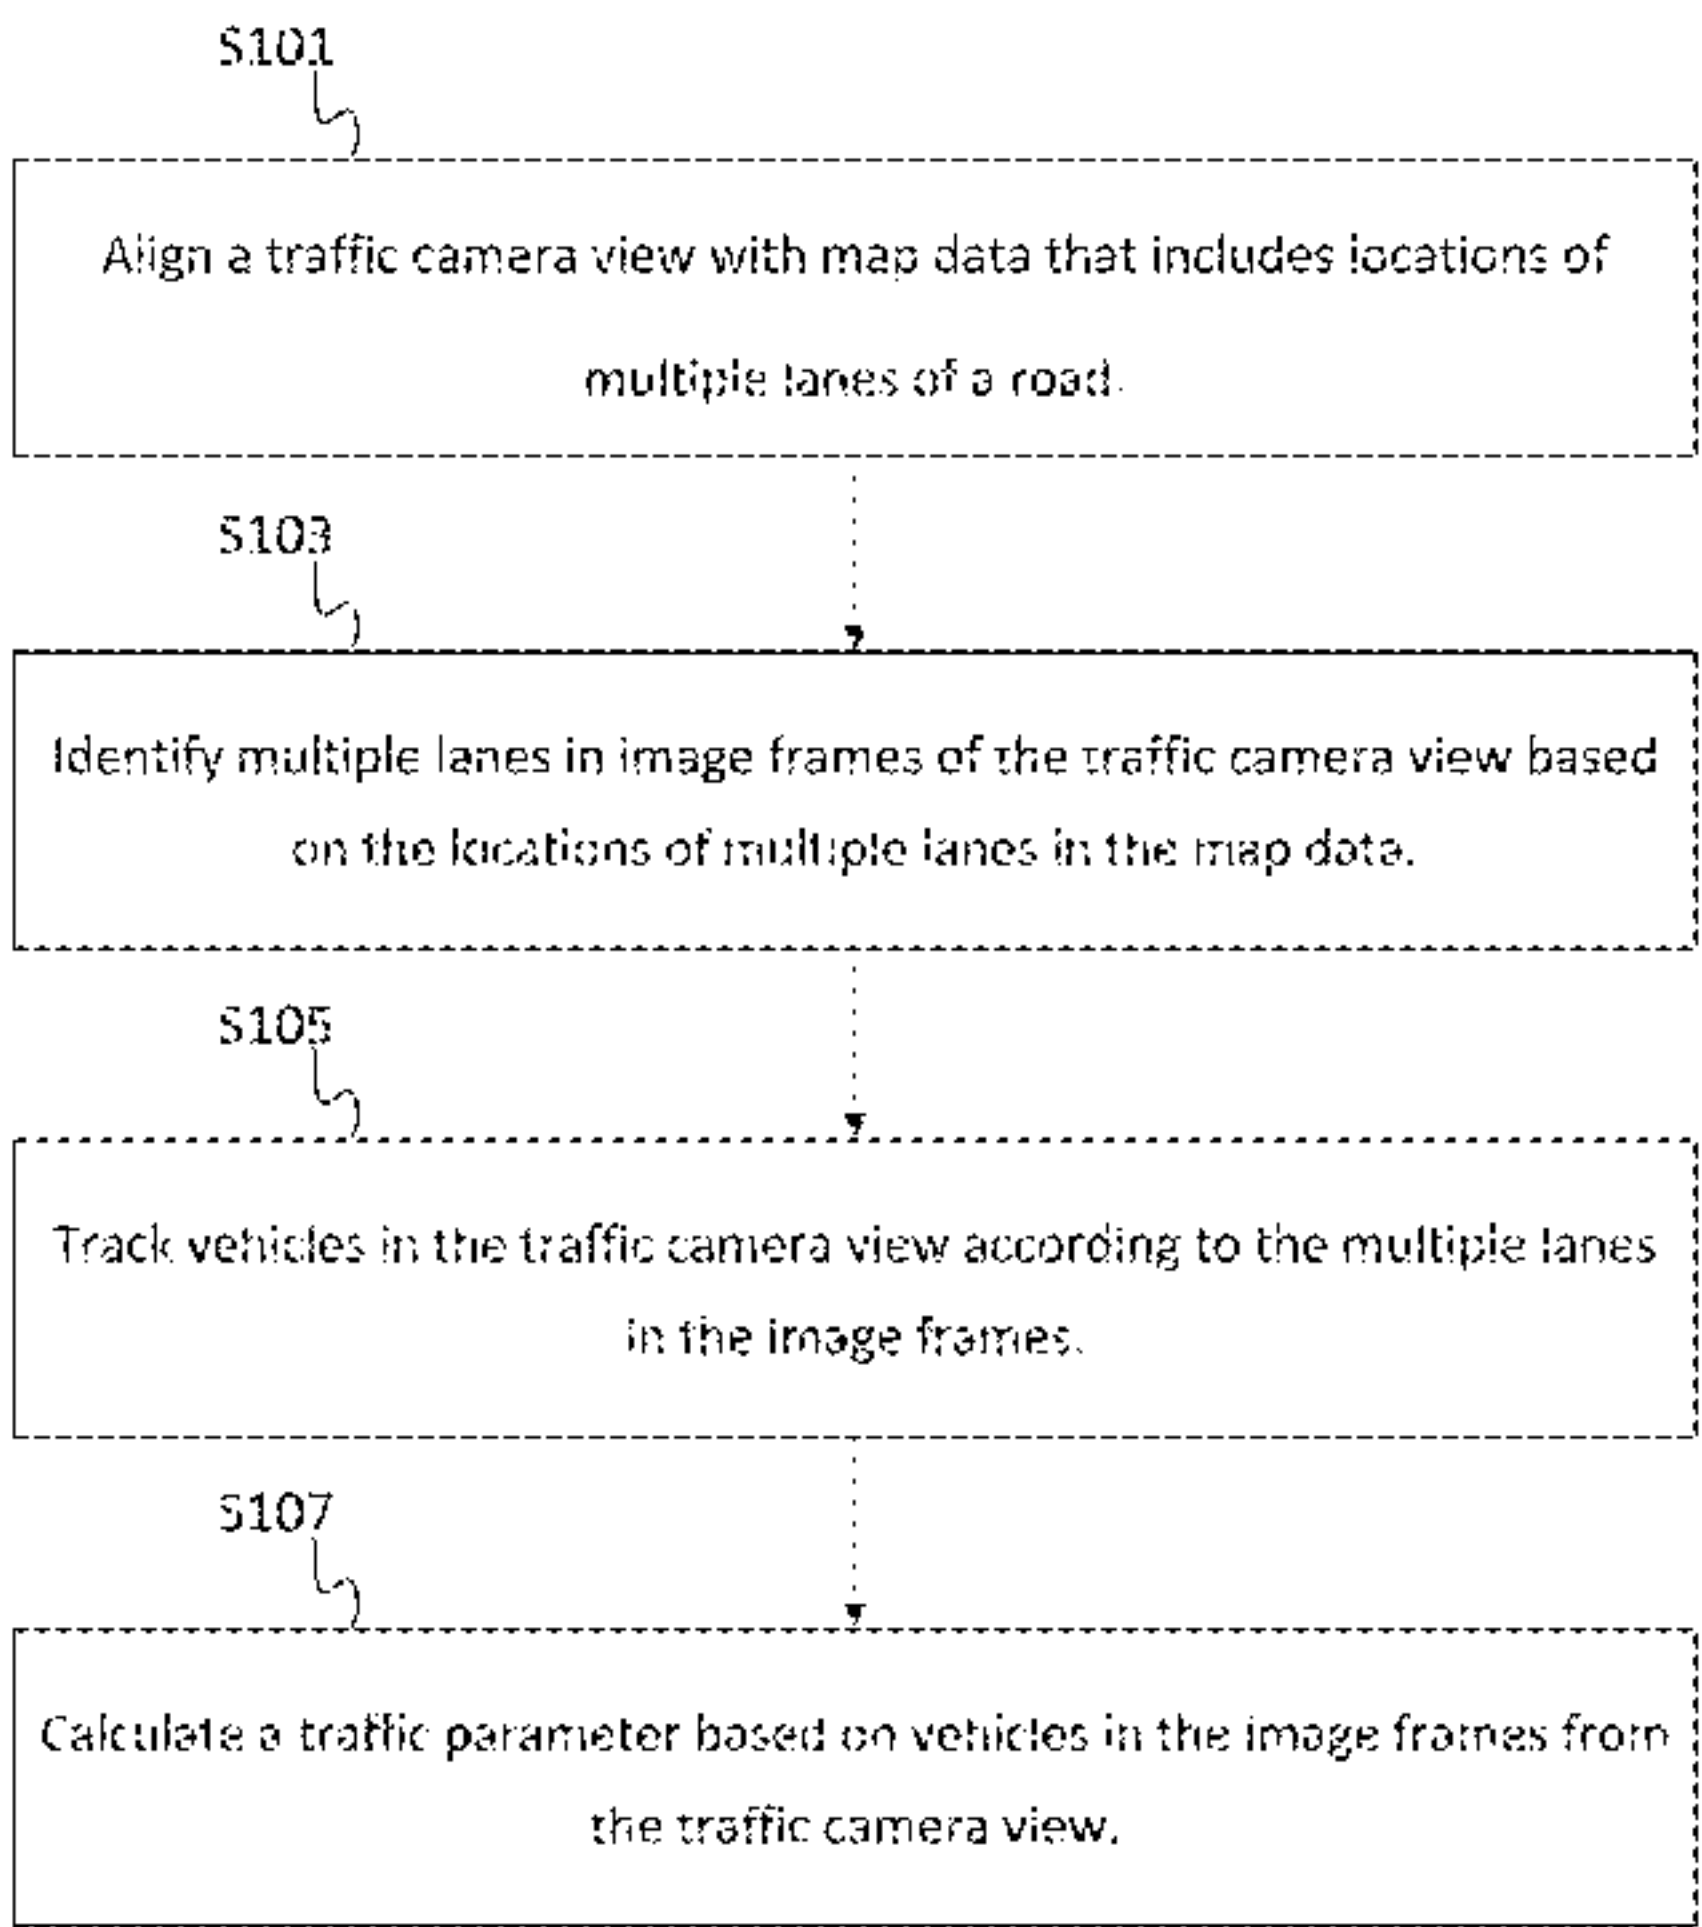 S101
Align a traffic camera view with map data that includes locations of
multiple lanes of a road.
S103
Identify multiple lanes in image frames of the traffic camera view based
on the locations of multiple lanes in the map data.
S105
Track vehicles in the traffic camera view according to the multiple lanes
in the image frames.
S107
Calculate a traffic parameter based on vehicles in the image frames from
the traffic camera view.